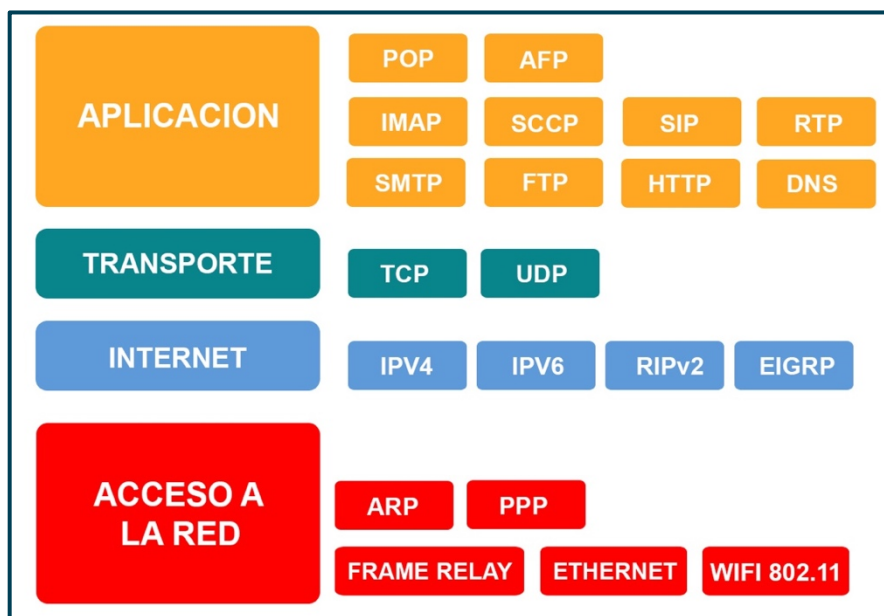 APLICACION
POP AFP
IMAP SCCP SIP RTP
SMTP FTP HTTP DNS
TRANSPORTE
TCP UDP
INTERNET
IPV4 IPV6 RIPv2 EIGRP
ACCESO A
LA RED
ARP PPP
FRAME RELAY ETHERNET WIFI 802.11